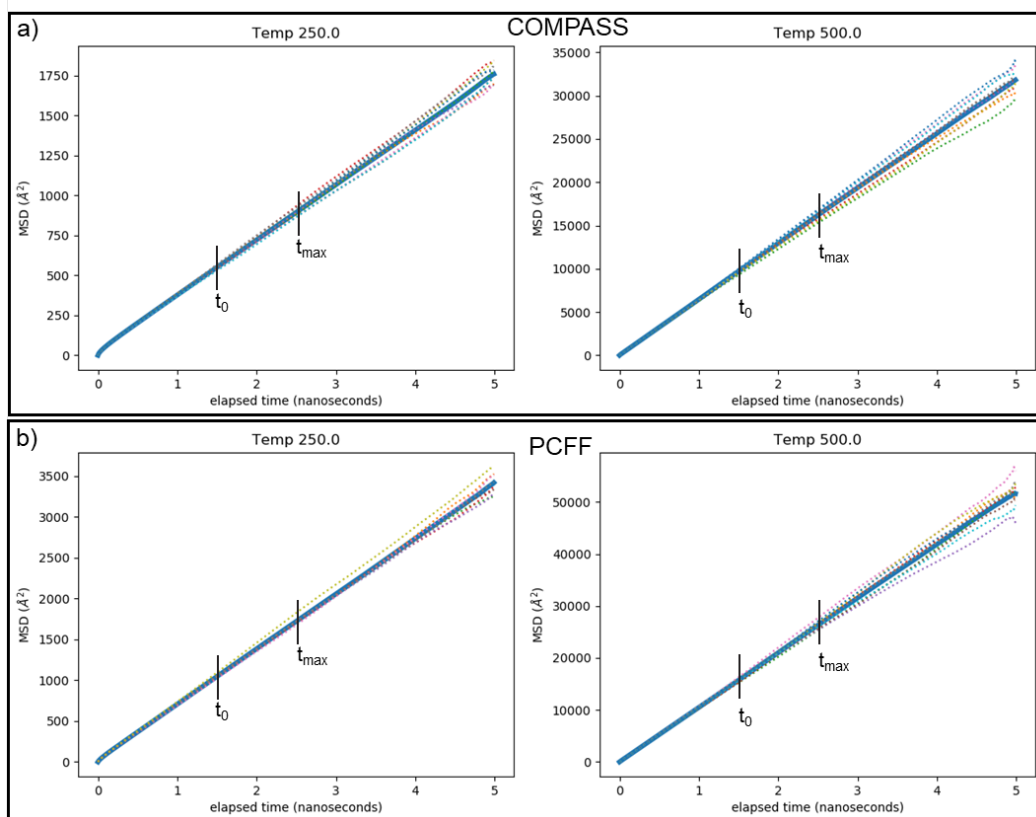 a)
COMPASS
Temp 250.0
MSD (Å²)
1750
1500
1250
1000
750
500
250
0
t₀
t_max
0 1 2 3 4 5
elapsed time (nanoseconds)
Temp 500.0
MSD (Å²)
35000
30000
25000
20000
15000
10000
5000
0
t₀
t_max
0 1 2 3 4 5
elapsed time (nanoseconds)
b)
PCFF
Temp 250.0
MSD (Å²)
3500
3000
2500
2000
1500
1000
500
0
t₀
t_max
0 1 2 3 4 5
elapsed time (nanoseconds)
Temp 500.0
MSD (Å²)
50000
40000
30000
20000
10000
0
t₀
t_max
0 1 2 3 4 5
elapsed time (nanoseconds)